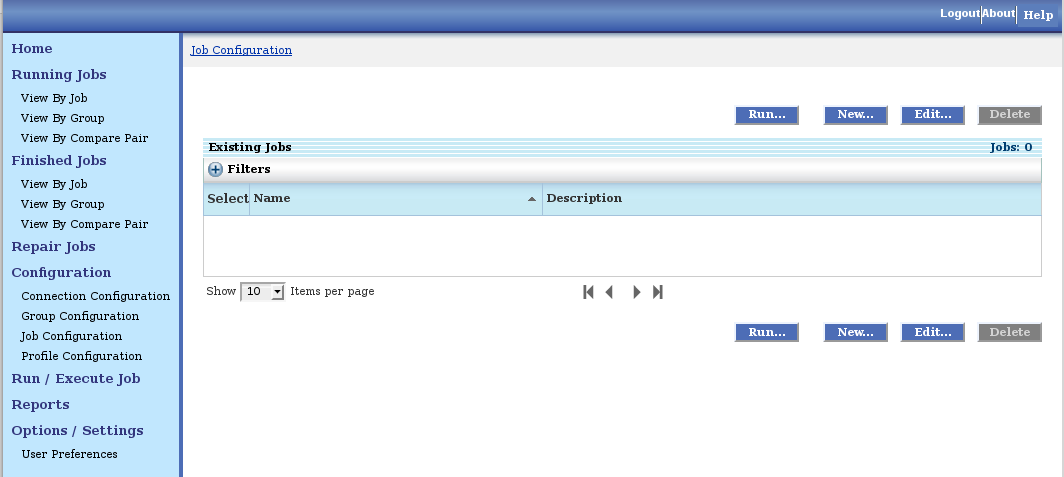 Logout About Help
Home
Running Jobs
View By Job
View By Group
View By Compare Pair
Finished Jobs
View By Job
View By Group
View By Compare Pair
Repair Jobs
Configuration
Connection Configuration
Group Configuration
Job Configuration
Profile Configuration
Run / Execute Job
Reports
Options / Settings
User Preferences
Job Configuration
Run... New... Edit... Delete
Existing Jobs Jobs: 0
Filters
Select Name Description
Show 10 Items per page
Run... New... Edit... Delete